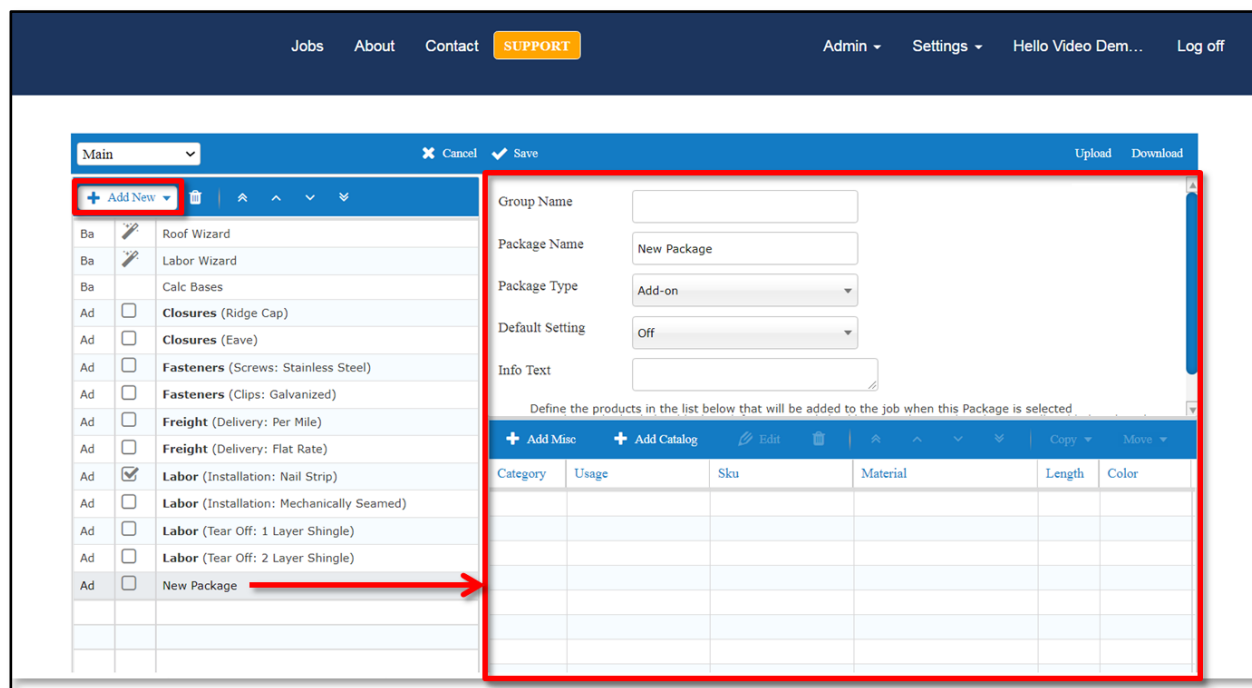 Jobs About Contact SUPPORT Admin Settings Hello Video Dem... Log off
Main Cancel Save Upload Download
Add New
Ba Roof Wizard
Ba Labor Wizard
Ba Calc Bases
Ad Closures (Ridge Cap)
Ad Closures (Eave)
Ad Fasteners (Screws: Stainless Steel)
Ad Fasteners (Clips: Galvanized)
Ad Freight (Delivery: Per Mile)
Ad Freight (Delivery: Flat Rate)
Ad Labor (Installation: Nail Strip)
Ad Labor (Installation: Mechanically Seamed)
Ad Labor (Tear Off: 1 Layer Shingle)
Ad Labor (Tear Off: 2 Layer Shingle)
Ad New Package
Group Name
Package Name New Package
Package Type Add-on
Default Setting Off
Info Text
Define the products in the list below that will be added to the job when this Package is selected
Add Misc Add Catalog Edit Copy Move
Category Usage Sku Material Length Color